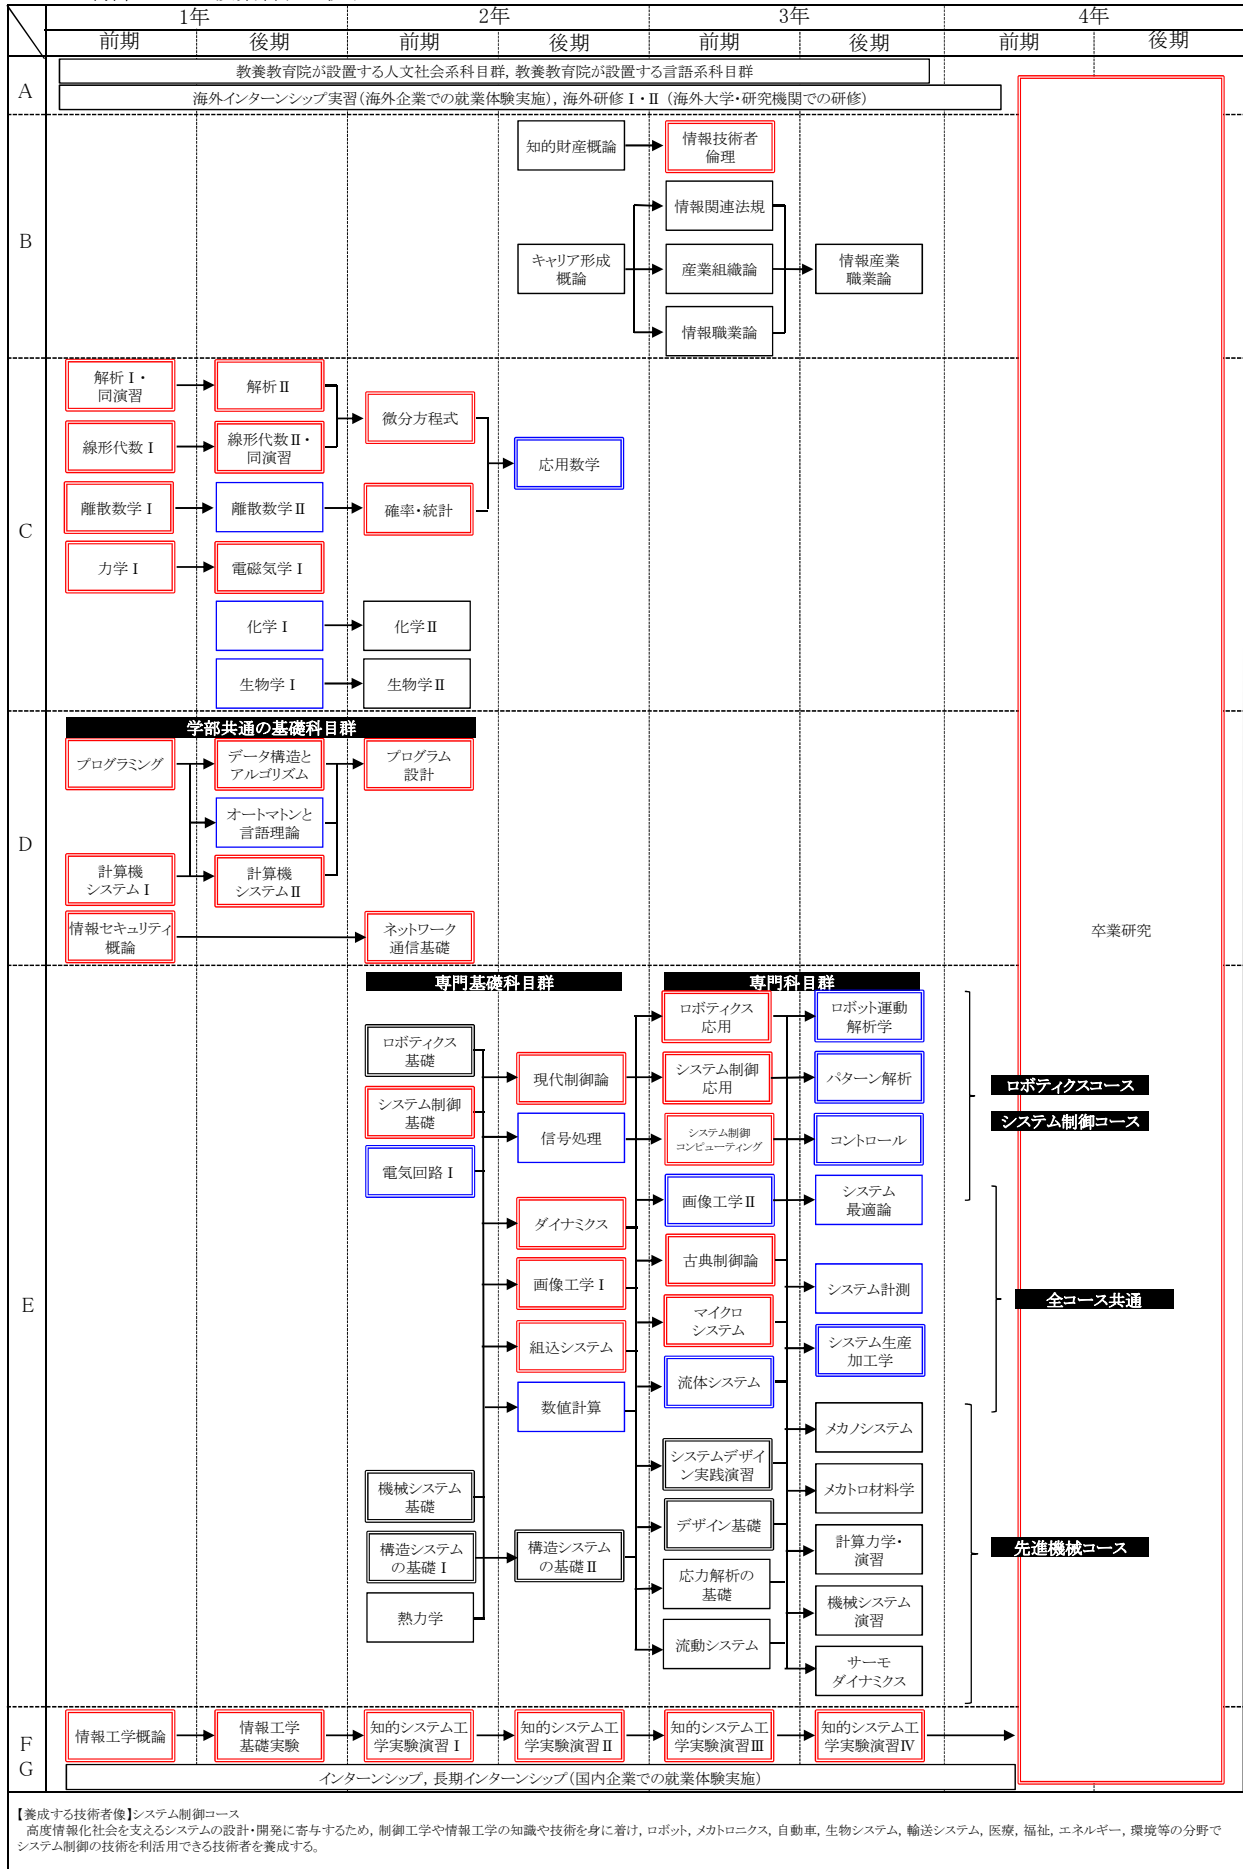 1年
2年
3年
4年
前期
後期
前期
後期
前期
後期
前期
後期
A
教養教育院が設置する人文社会系科目群，教養教育院が設置する言語系科目群
海外インターンシップ実習（海外企業での就業体験実施），海外研修Ⅰ・Ⅱ（海外大学・研究機関での研修）
B
知的財産概論
情報技術者
倫理
情報関連法規
キャリア形成
概論
産業組織論
情報産業
職業論
情報職業論
C
解析Ⅰ・
同演習
解析Ⅱ
微分方程式
線形代数Ⅰ
線形代数Ⅱ・
同演習
応用数学
離散数学Ⅰ
離散数学Ⅱ
確率・統計
力学Ⅰ
電磁気学Ⅰ
化学Ⅰ
化学Ⅱ
生物学Ⅰ
生物学Ⅱ
D
学部共通の基礎科目群
プログラミング
データ構造と
アルゴリズム
プログラム
設計
オートマトンと
言語理論
計算機
システムⅠ
計算機
システムⅡ
情報セキュリティ
概論
ネットワーク
通信基礎
卒業研究
E
専門基礎科目群
専門科目群
ロボティクス
基礎
システム制御
基礎
電気回路Ⅰ
機械システム
基礎
構造システム
の基礎Ⅰ
熱力学
現代制御論
信号処理
ダイナミクス
画像工学Ⅰ
組込システム
数値計算
構造システム
の基礎Ⅱ
ロボティクス
応用
システム制御
応用
システム制御
コンピューティング
画像工学Ⅱ
古典制御論
マイクロ
システム
流体システム
システムデザイ
ン実践演習
デザイン基礎
応力解析の
基礎
流動システム
ロボット運動
解析学
パターン解析
コントロール
システム
最適論
システム計測
システム生産
加工学
メカノシステム
メカトロ材料学
計算力学・
演習
機械システム
演習
サーモ
ダイナミクス
ロボティクスコース
システム制御コース
全コース共通
先進機械コース
F
G
情報工学概論
情報工学
基礎実験
知的システム工
学実験演習Ⅰ
知的システム工
学実験演習Ⅱ
知的システム工
学実験演習Ⅲ
知的システム工
学実験演習Ⅳ
インターンシップ，長期インターンシップ（国内企業での就業体験実施）
【養成する技術者像】システム制御コース
高度情報化社会を支えるシステムの設計・開発に寄与するため，制御工学や情報工学の知識や技術を身に着け，ロボット，メカトロニクス，自動車，生物システム，輸送システム，医療，福祉，エネルギー，環境等の分野で
システム制御の技術を利活用できる技術者を養成する。